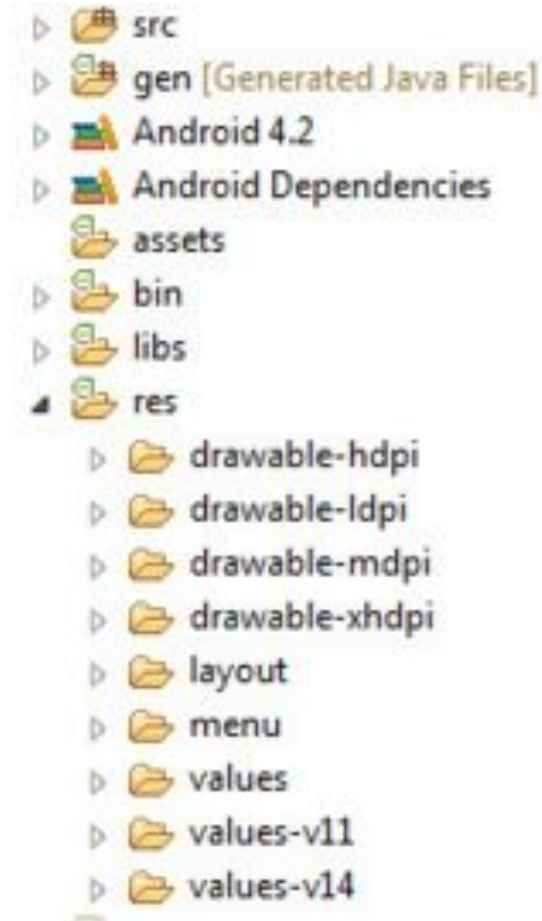 src
gen [Generated Java Files]
Android 4.2
Android Dependencies
assets
bin
libs
res
drawable-hdpi
drawable-ldpi
drawable-mdpi
drawable-xhdpi
layout
menu
values
values-v11
values-v14